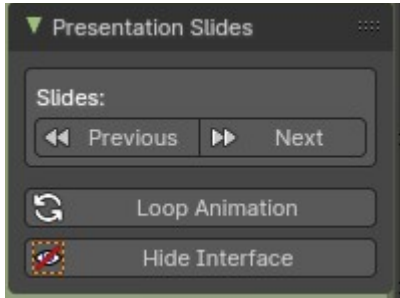 Presentation Slides
Slides:
Previous Next
Loop Animation
Hide Interface